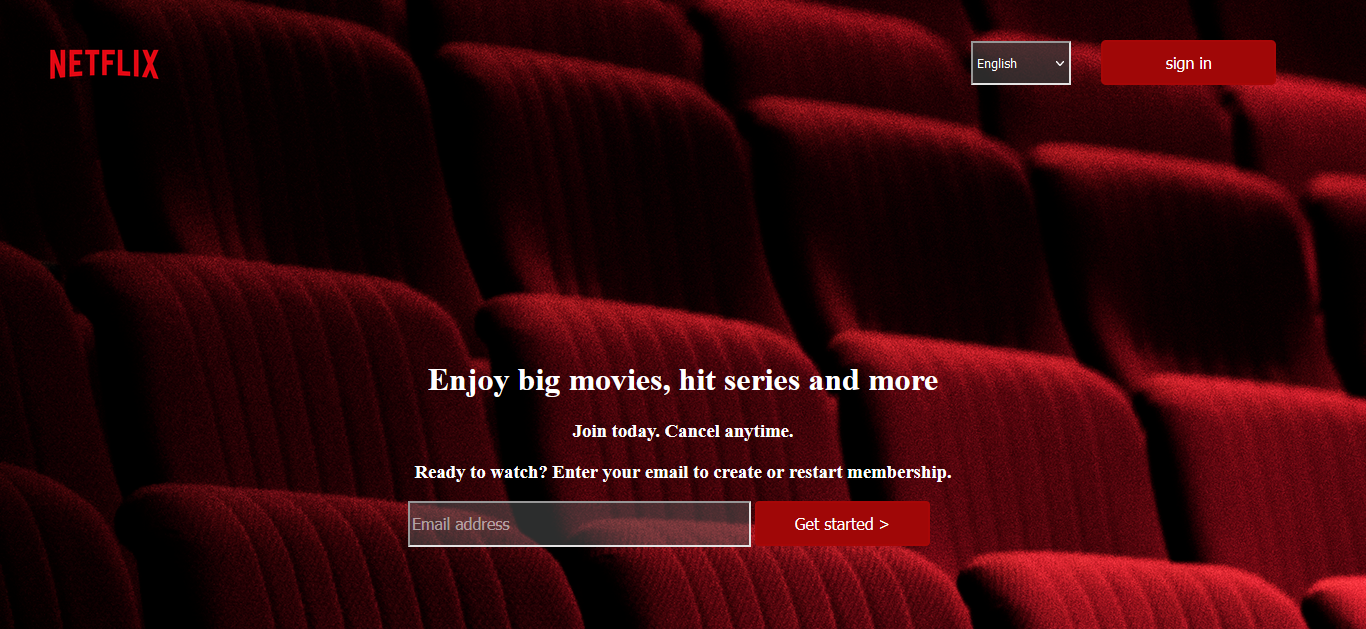 NETFLIX
English
sign in
Enjoy big movies, hit series and more
Join today. Cancel anytime.
Ready to watch? Enter your email to create or restart membership.
Email address
Get started >